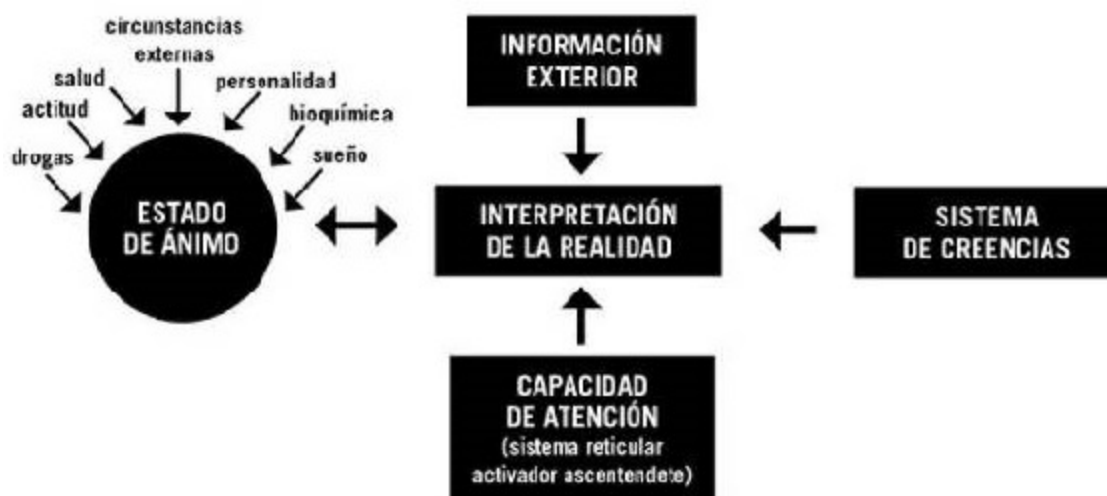 circunstancias
externas
salud
personalidad
actitud
bioquímica
drogas
sueño
ESTADO
DE ÁNIMO
INFORMACIÓN
EXTERIOR
INTERPRETACIÓN
DE LA REALIDAD
SISTEMA
DE CREENCIAS
CAPACIDAD
DE ATENCIÓN
(sistema reticular
activador ascentendete)